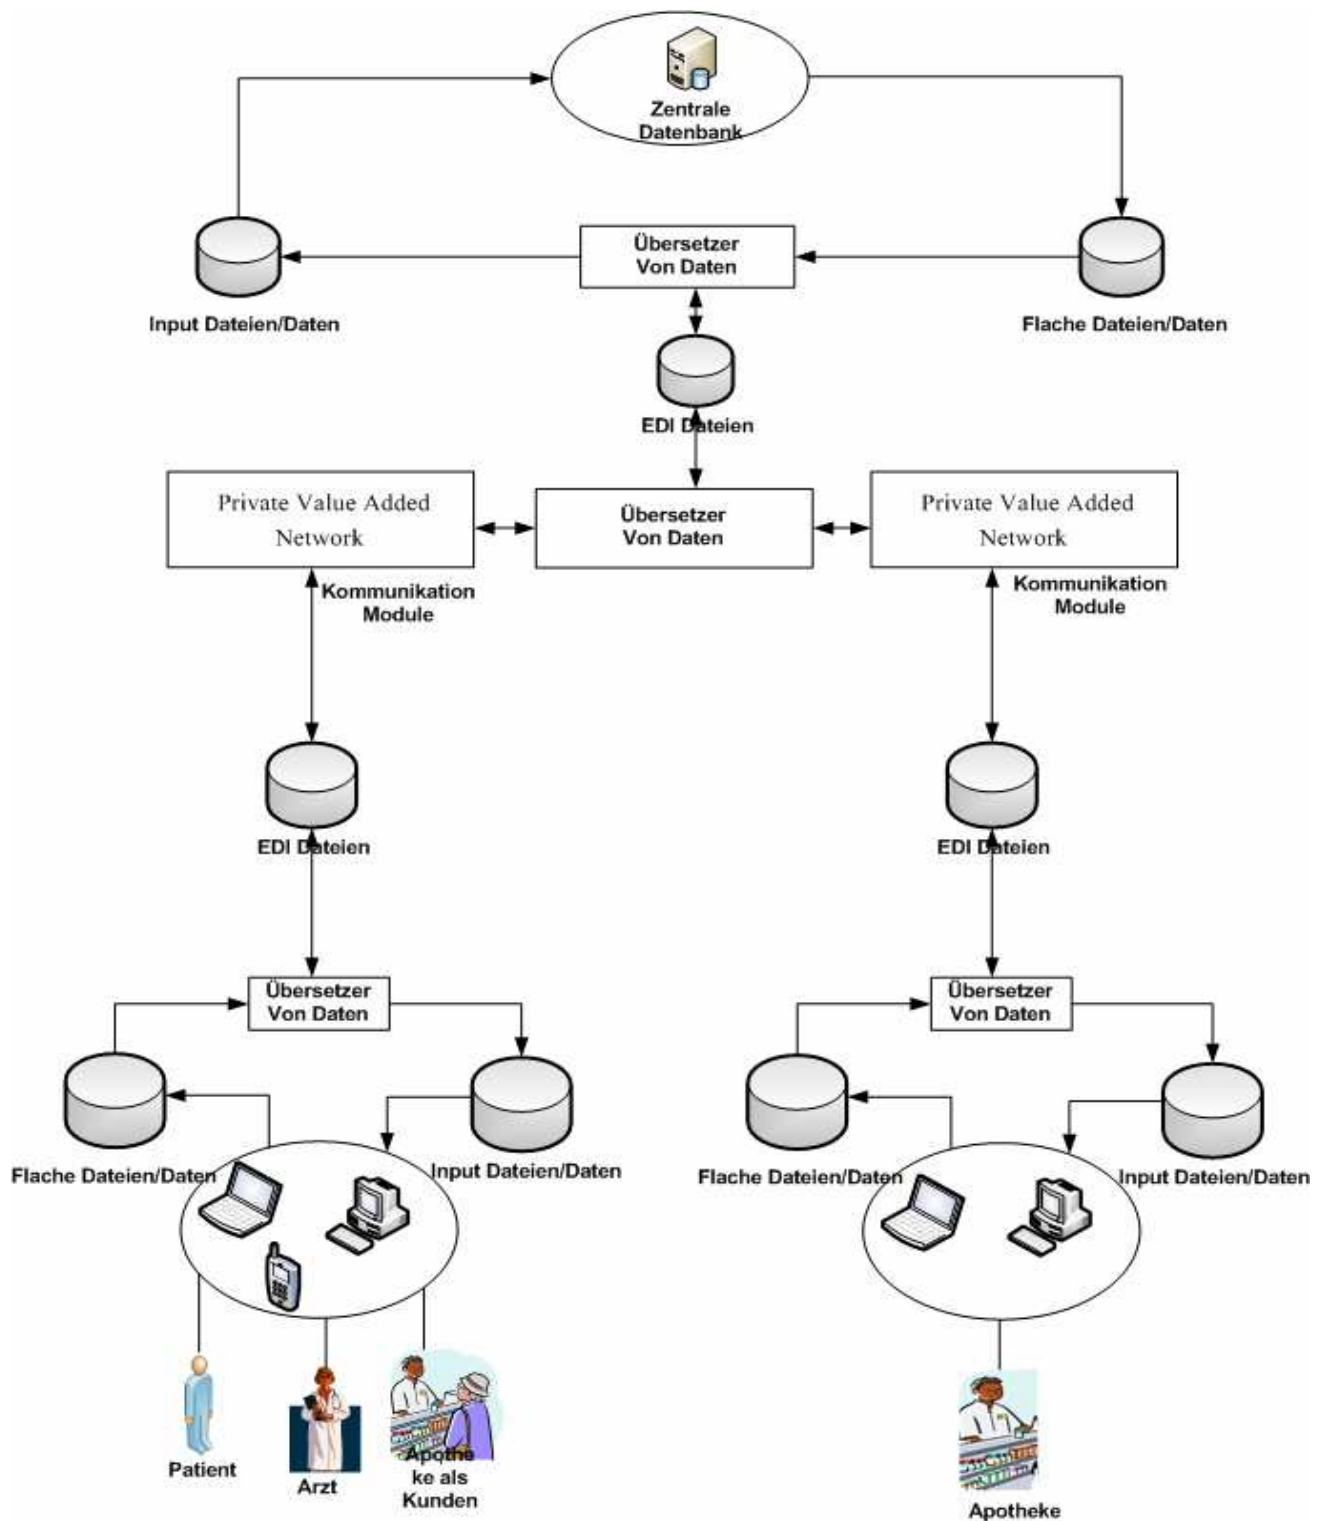 Zentrale
Datenbank
Übersetzer
Von Daten
Input Dateien/Daten
Flache Dateien/Daten
EDI Dateien
Private Value Added
Network
Übersetzer
Von Daten
Private Value Added
Network
Kommunikation
Module
Kommunikation
Module
EDI Dateien
EDI Dateien
Übersetzer
Von Daten
Übersetzer
Von Daten
Flache Dateien/Daten
Input Dateien/Daten
Flache Dateien/Daten
Input Dateien/Daten
Patient
Arzt
Apothe
ke als
Kunden
Apotheke